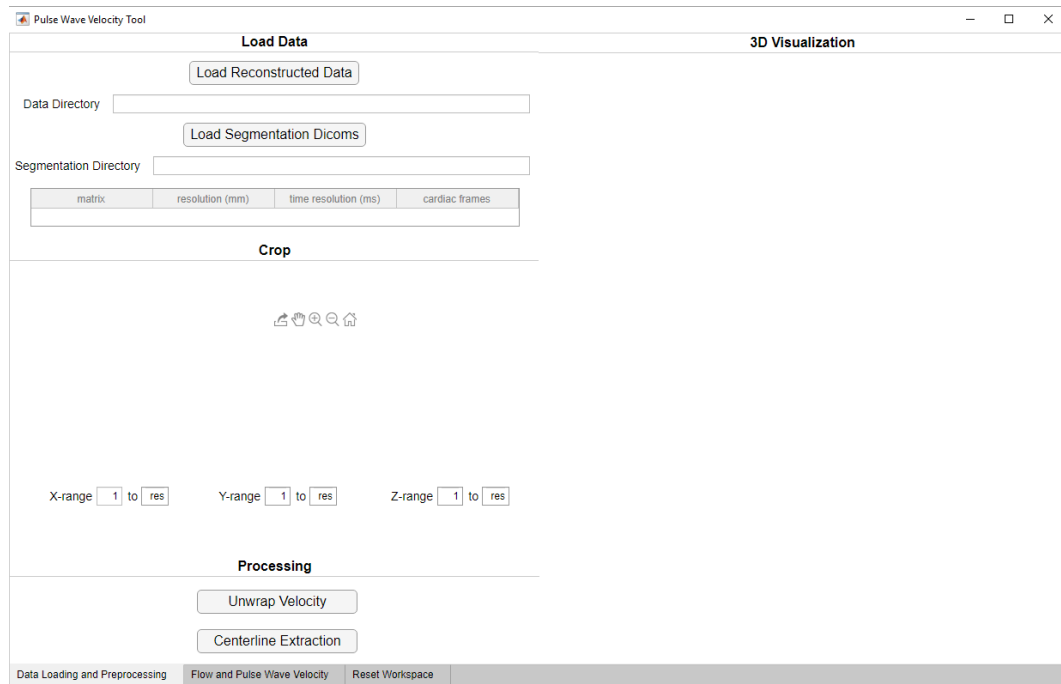 Pulse Wave Velocity Tool
Load Data
Load Reconstructed Data
Data Directory
Load Segmentation Dicoms
Segmentation Directory
matrix resolution (mm) time resolution (ms) cardiac frames
Crop
X-range 1 to res Y-range 1 to res Z-range 1 to res
Processing
Unwrap Velocity
Centerline Extraction
3D Visualization
Data Loading and Preprocessing Flow and Pulse Wave Velocity Reset Workspace